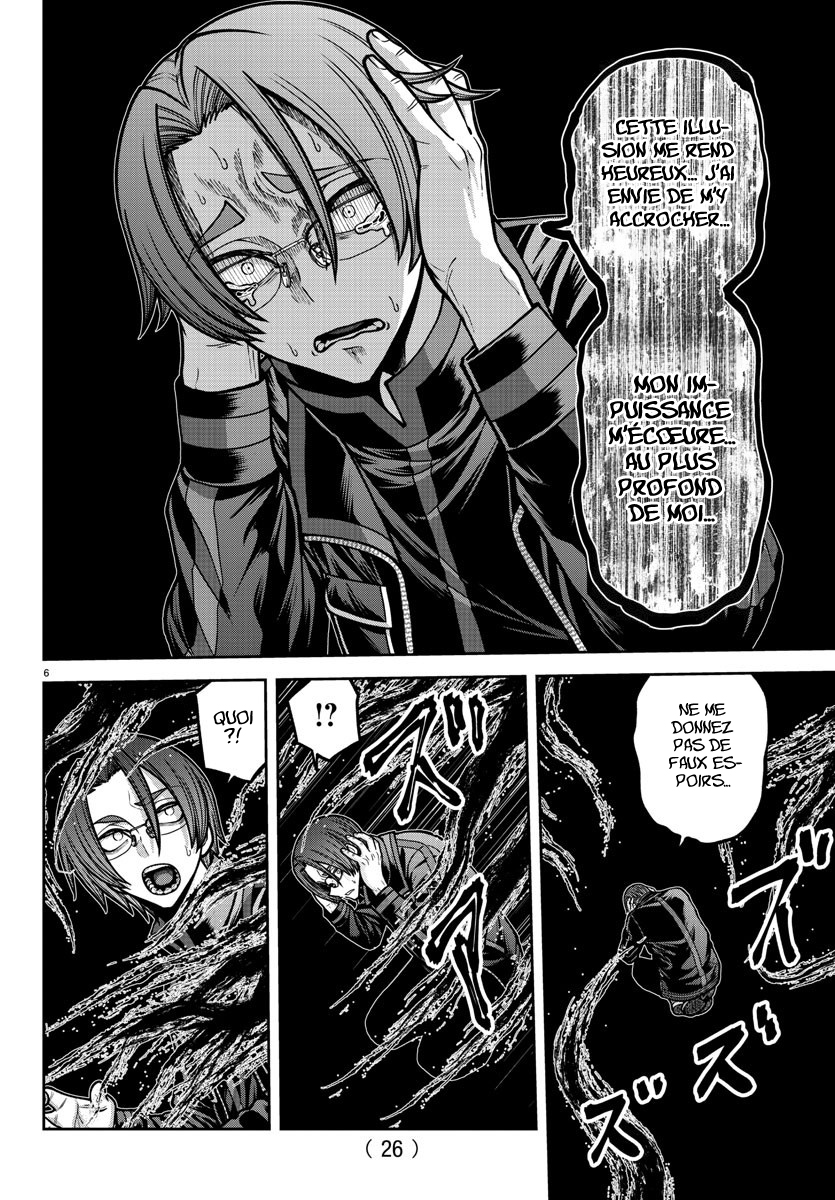 CETTE ILLU-
SION ME REND
HEUREUX... J'AI
ENVIE DE M'Y
ACCROCHER...
MON IM-
PUISSANCE
M'ÉCŒURE...
AU PLUS
PROFOND
DE MOI...
6
NE ME
DONNEZ
PAS DE
FAUX ES-
POIRS...
ズズズ
!?
ズア
QUOI
?!
( 26 )